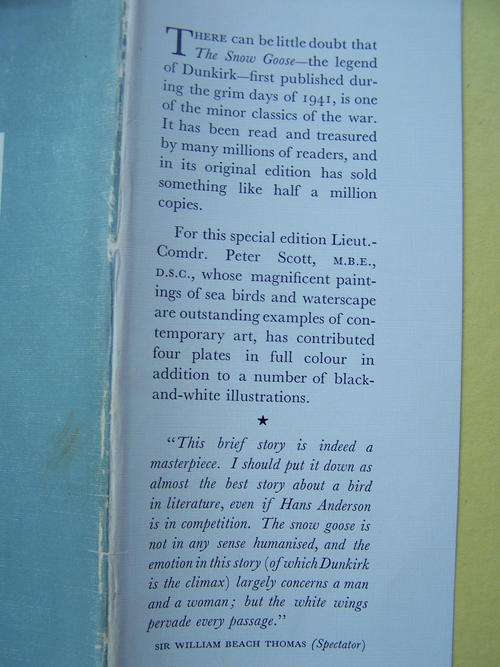 THERE can be little doubt that
The Snow Goose—the legend
of Dunkirk—first published dur-
ing the grim days of 1941, is one
of the minor classics of the war.
It has been read and treasured
by many millions of readers, and
in its original edition has sold
something like half a million
copies.
For this special edition Lieut.-
Comdr. Peter Scott, M.B.E.,
D.S.C., whose magnificent paint-
ings of sea birds and waterscape
are outstanding examples of con-
temporary art, has contributed
four plates in full colour in
addition to a number of black-
and-white illustrations.
★
“This brief story is indeed a
masterpiece. I should put it down as
almost the best story about a bird
in literature, even if Hans Anderson
is in competition. The snow goose is
not in any sense humanised, and the
emotion in this story (of which Dunkirk
is the climax) largely concerns a man
and a woman; but the white wings
pervade every passage.”
SIR WILLIAM BEACH THOMAS (Spectator)